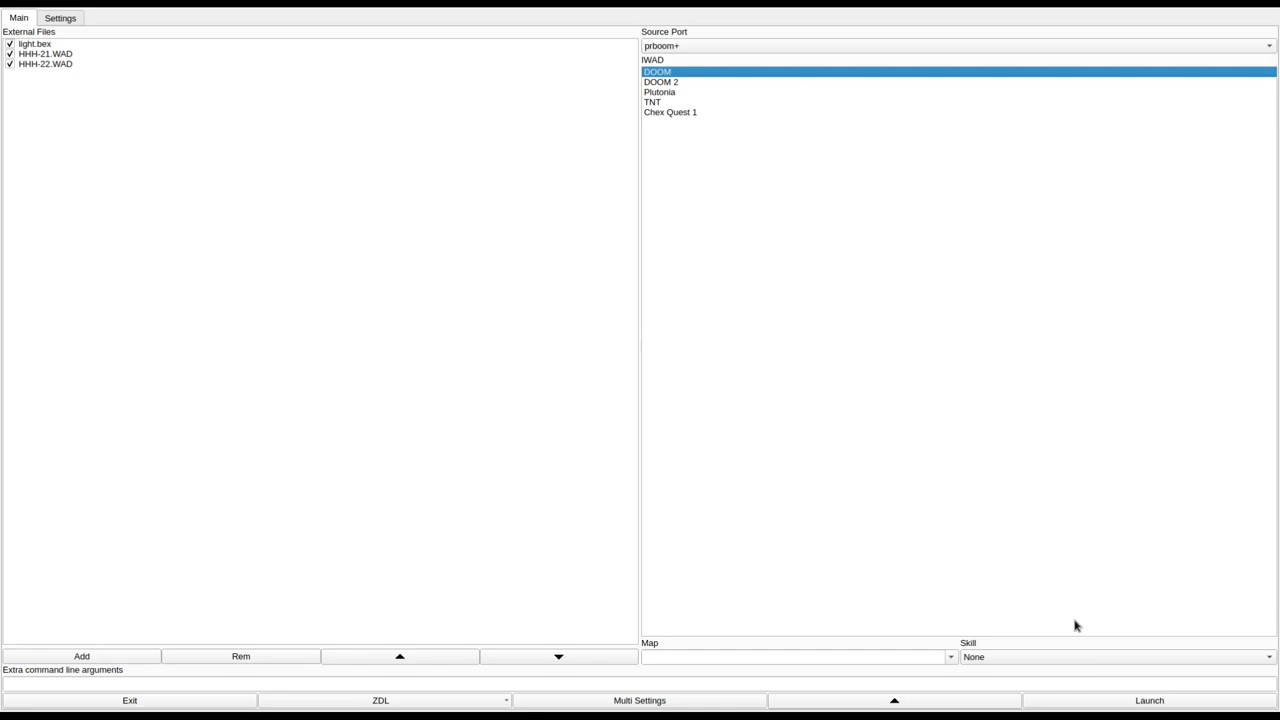 Main Settings
External Files
light.bex
HHH-21.WAD
HHH-22.WAD
Source Port
prboom+
IWAD
DOOM
DOOM 2
Plutonia
TNT
Chex Quest 1
Map Skill
None
Add Rem
Extra command line arguments
Exit ZDL Multi Settings Launch